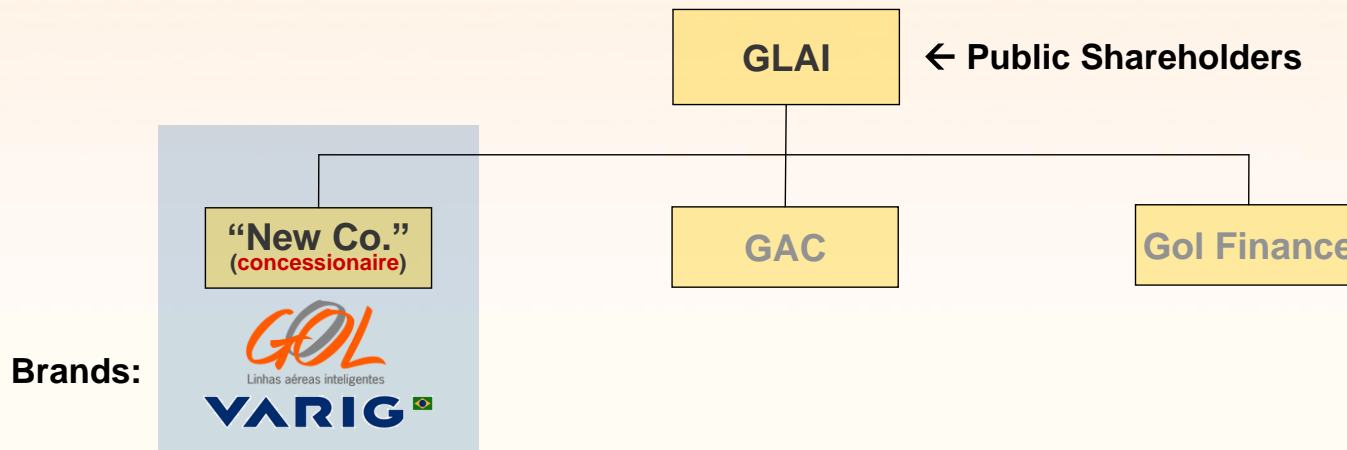 GLAI
← Public Shareholders
“New Co.”
(concessionaire)
GAC
Gol Finance
Brands:
GOL
Linhas aéreas inteligentes
VARIG